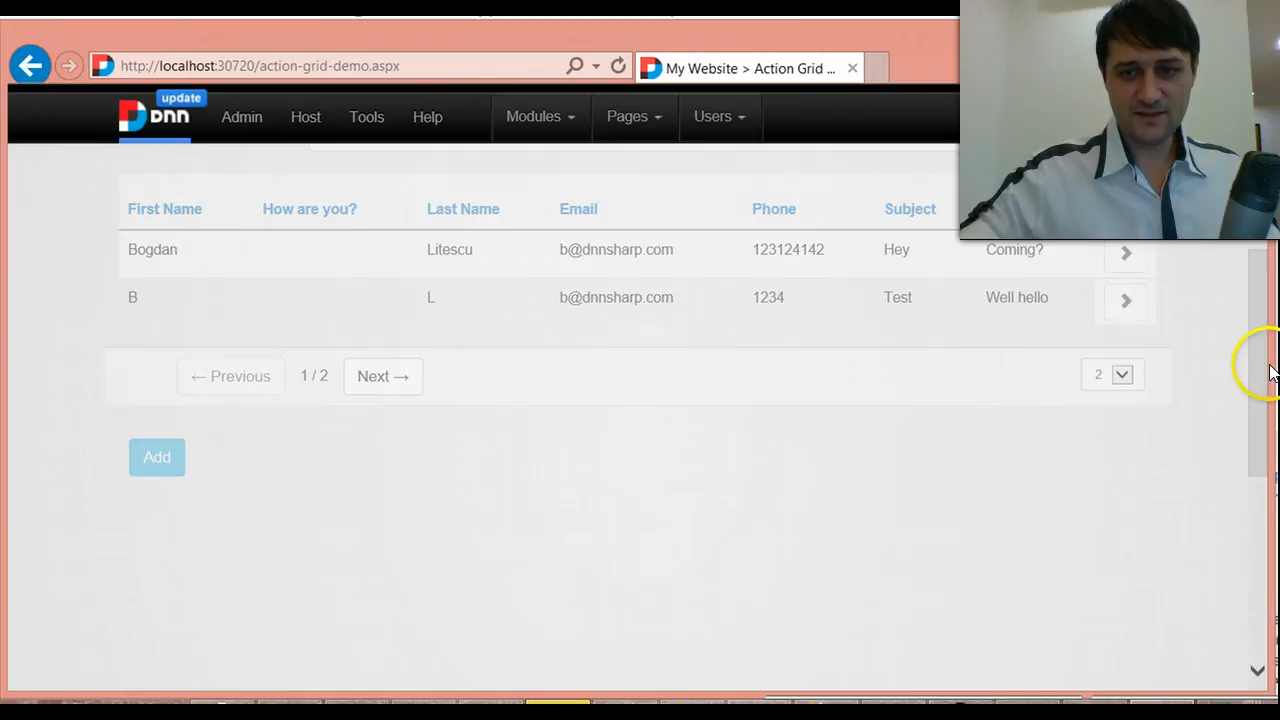 http://localhost:30720/action-grid-demo.aspx
My Website > Action Grid ...
update
DNN
Admin
Host
Tools
Help
Modules
Pages
Users
First Name
How are you?
Last Name
Email
Phone
Subject
Bogdan
Litescu
b@dnnsharp.com
123124142
Hey
Coming?
B
L
b@dnnsharp.com
1234
Test
Well hello
← Previous
1 / 2
Next →
2
Add